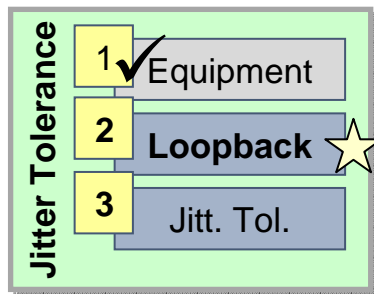 Jitter Tolerance
1 Equipment
2 Loopback
3 Jitt. Tol.